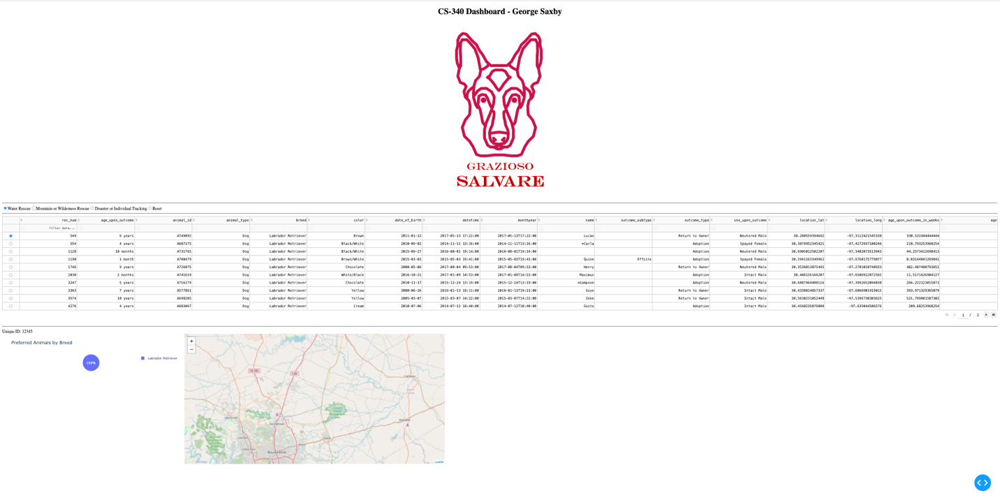 CS-340 Dashboard - George Saxby
GRAZIOSO
SALVARE
Water Rescue Mountain or Wilderness Rescue Disaster or Individual Tracking Reset
rec_num age_upon_outcome animal_id animal_type breed color date_of_birth datetime monthyear name outcome_subtype outcome_type sex_upon_outcome location_lat location_long age_upon_outcome_in_weeks age
filter data...
549 6 years A749092 Dog Labrador Retriever Brown 2011-01-12 2017-05-13 17:22:00 2017-05-13T17:22:00 Lucas Return to Owner Neutered Male 30.288559394642 -97.3112421545338 330.531944444444
554 4 years A687175 Dog Labrador Retriever Black/White 2010-09-02 2014-11-11 13:16:00 2014-11-11T13:16:00 *Carla Adoption Spayed Female 30.3879952345421 -97.4272937100246 218.793253968254
1128 10 months A731765 Dog Labrador Retriever Black/White 2015-09-27 2016-08-01 19:14:00 2016-08-01T19:14:00 Adoption Neutered Male 30.6905012502207 -97.3402073513943 44.2573412698413
1190 1 month A700479 Dog Labrador Retriever Brown/White 2015-03-03 2015-05-03 19:41:00 2015-05-03T19:41:00 Quinn Offsite Adoption Spayed Female 30.2941163349962 -97.6760175779877 8.83144841269841
1746 9 years A726075 Dog Labrador Retriever Chocolate 2008-05-06 2017-08-04 09:53:00 2017-08-04T09:53:00 Henry Return to Owner Neutered Male 30.3536013875445 -97.2781018740933 482.487400793651
2030 2 months A741619 Dog Labrador Retriever White/Black 2016-10-21 2017-01-09 14:53:00 2017-01-09T14:53:00 Maximus Adoption Intact Male 30.486156166207 -97.6506922872565 11.5171626984127
3247 5 years A716279 Dog Labrador Retriever Chocolate 2010-11-17 2015-12-24 13:19:00 2015-12-24T13:19:00 *Sampson Adoption Neutered Male 30.6887464488116 -97.3992652094038 266.222123015873
3363 7 years A577861 Dog Labrador Retriever Yellow 2008-06-26 2016-01-13 19:11:00 2016-01-13T19:11:00 Goyo Return to Owner Intact Male 30.4338814857337 -97.6866901919015 393.971329365079
3574 10 years A698205 Dog Labrador Retriever Yellow 2005-03-07 2015-03-07 14:22:00 2015-03-07T14:22:00 Zeke Return to Owner Intact Male 30.5630231052148 -97.5396738303625 521.799801587302
4276 4 years A683067 Dog Labrador Retriever Cream 2010-07-06 2014-07-12 18:40:00 2014-07-12T18:40:00 Gusto Adoption Intact Male 30.4560235076088 -97.635844506576 209.68253968254
1 / 2
Unique ID: 12345
Preferred Animals by Breed
100%
Labrador Retriever
+
−
Georgetown
Round Rock
Leaflet